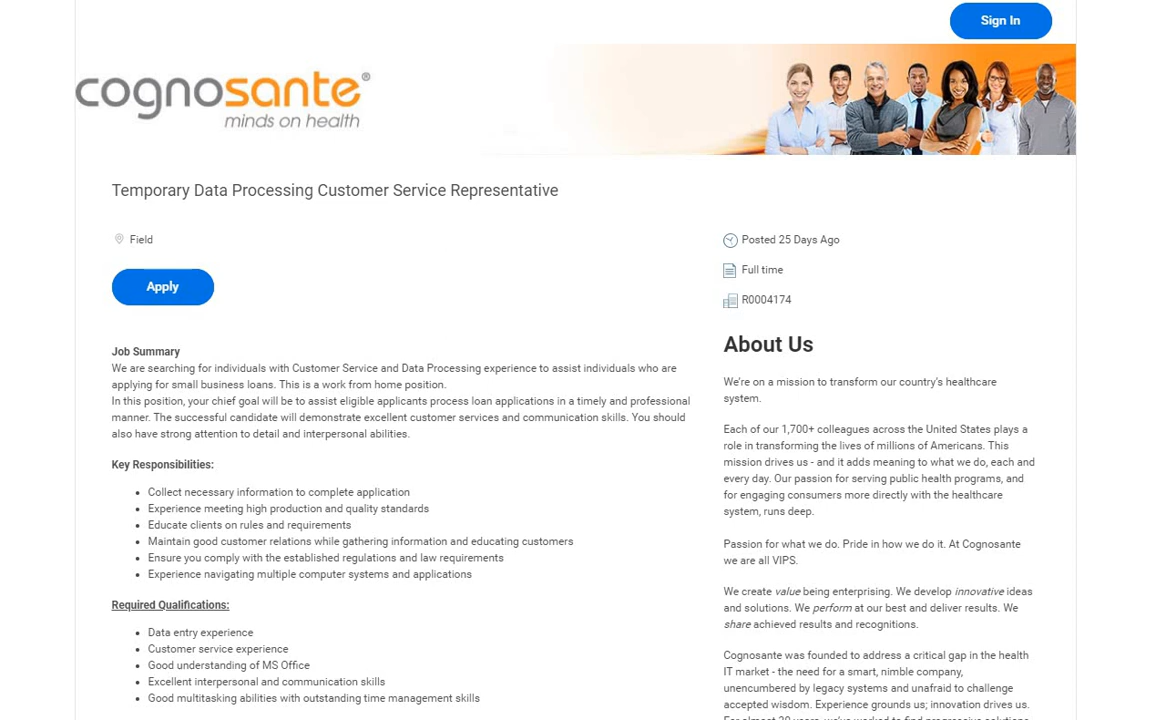 Sign In
cognosante®
minds on health
Temporary Data Processing Customer Service Representative
Field
Apply
Job Summary
We are searching for individuals with Customer Service and Data Processing experience to assist individuals who are
applying for small business loans. This is a work from home position.
In this position, your chief goal will be to assist eligible applicants process loan applications in a timely and professional
manner. The successful candidate will demonstrate excellent customer services and communication skills. You should
also have strong attention to detail and interpersonal abilities.
Key Responsibilities:
• Collect necessary information to complete application
• Experience meeting high production and quality standards
• Educate clients on rules and requirements
• Maintain good customer relations while gathering information and educating customers
• Ensure you comply with the established regulations and law requirements
• Experience navigating multiple computer systems and applications
Required Qualifications:
• Data entry experience
• Customer service experience
• Good understanding of MS Office
• Excellent interpersonal and communication skills
• Good multitasking abilities with outstanding time management skills
Posted 25 Days Ago
Full time
R0004174
About Us
We're on a mission to transform our country's healthcare
system.
Each of our 1,700+ colleagues across the United States plays a
role in transforming the lives of millions of Americans. This
mission drives us - and it adds meaning to what we do, each and
every day. Our passion for serving public health programs, and
for engaging consumers more directly with the healthcare
system, runs deep.
Passion for what we do. Pride in how we do it. At Cognosante
we are all VIPS.
We create value being enterprising. We develop innovative ideas
and solutions. We perform at our best and deliver results. We
share achieved results and recognitions.
Cognosante was founded to address a critical gap in the health
IT market - the need for a smart, nimble company,
unencumbered by legacy systems and unafraid to challenge
accepted wisdom. Experience grounds us; innovation drives us.